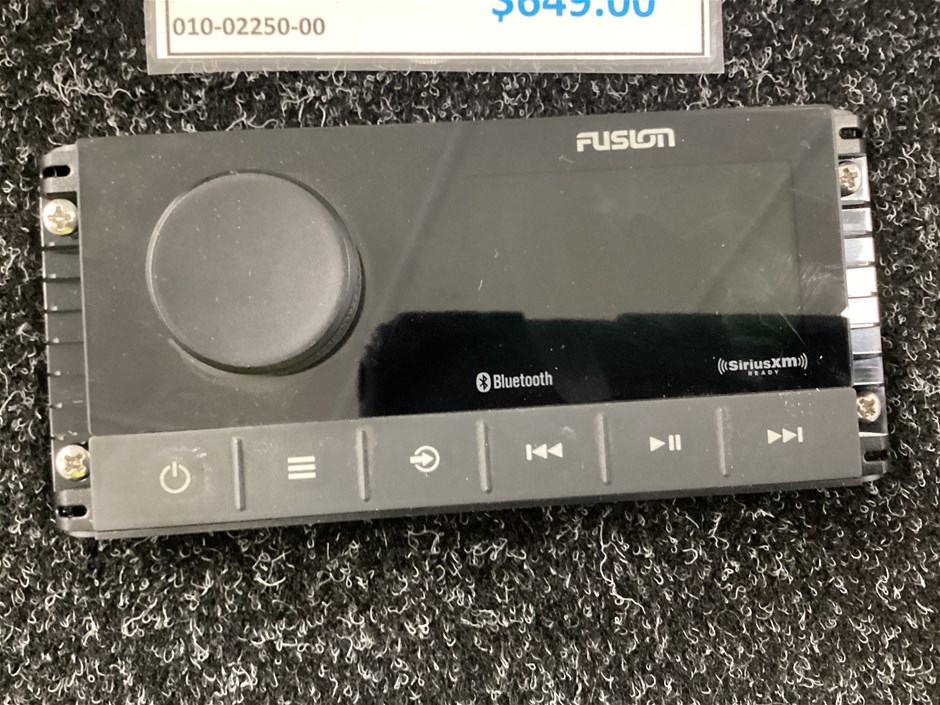 $649.00
010-02250-00
FUSION
Bluetooth
SiriusXM
READY